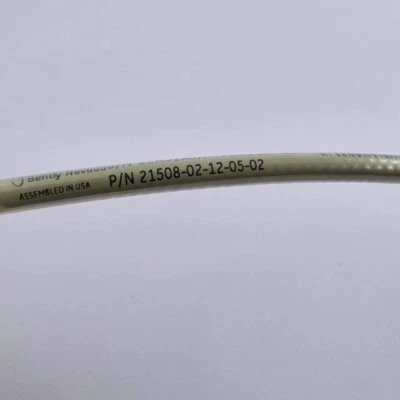 Bently Nevada
ASSEMBLED IN USA
P/N 21508-02-12-05-02